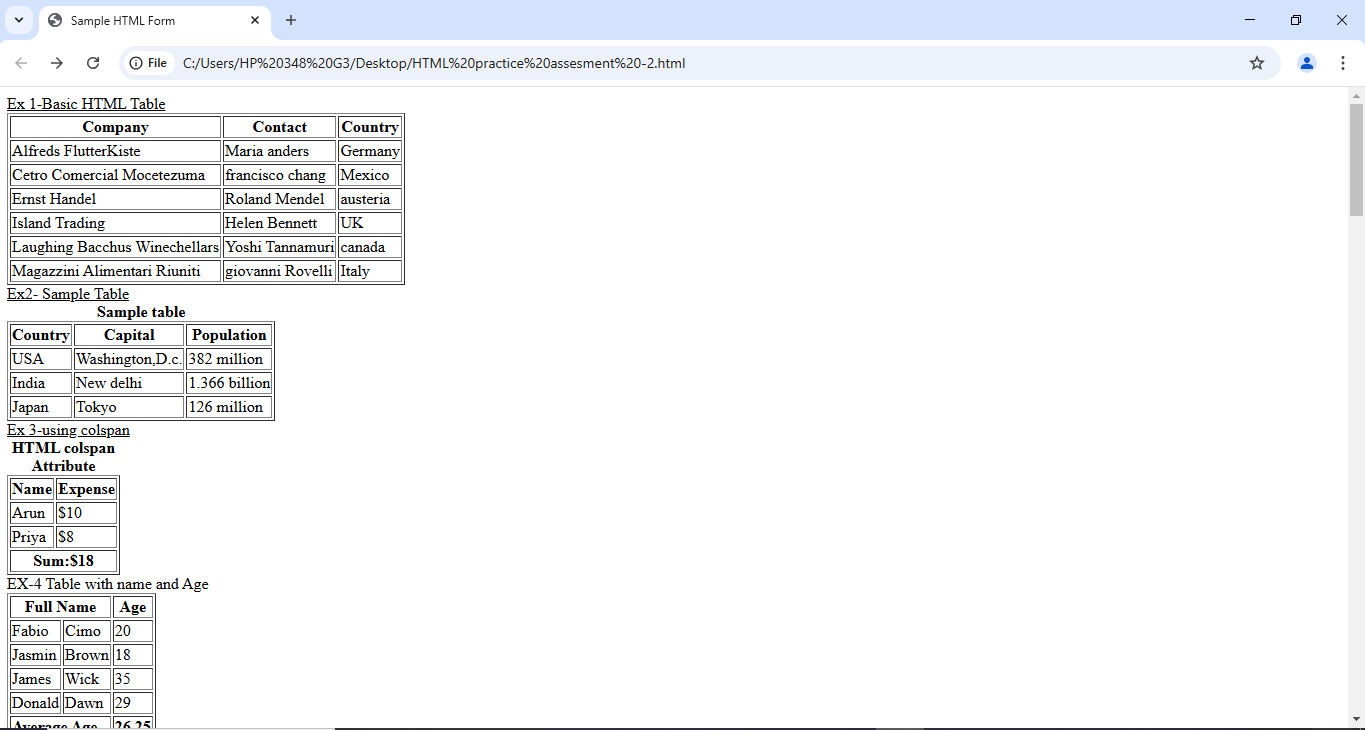 Sample HTML Form
File C:/Users/HP%20348%20G3/Desktop/HTML%20practice%20assesment%20-2.html
Ex 1-Basic HTML Table
Company Contact Country
Alfreds FlutterKiste Maria anders Germany
Cetro Comercial Mocetezuma francisco chang Mexico
Ernst Handel Roland Mendel austeria
Island Trading Helen Bennett UK
Laughing Bacchus Winechellars Yoshi Tannamuri canada
Magazzini Alimentari Riuniti giovanni Rovelli Italy
Ex2- Sample Table
Sample table
Country Capital Population
USA Washington,D.c. 382 million
India New delhi 1.366 billion
Japan Tokyo 126 million
Ex 3-using colspan
HTML colspan
Attribute
Name Expense
Arun $10
Priya $8
Sum:$18
EX-4 Table with name and Age
Full Name Age
Fabio Cimo 20
Jasmin Brown 18
James Wick 35
Donald Dawn 29
Average Age 26.25